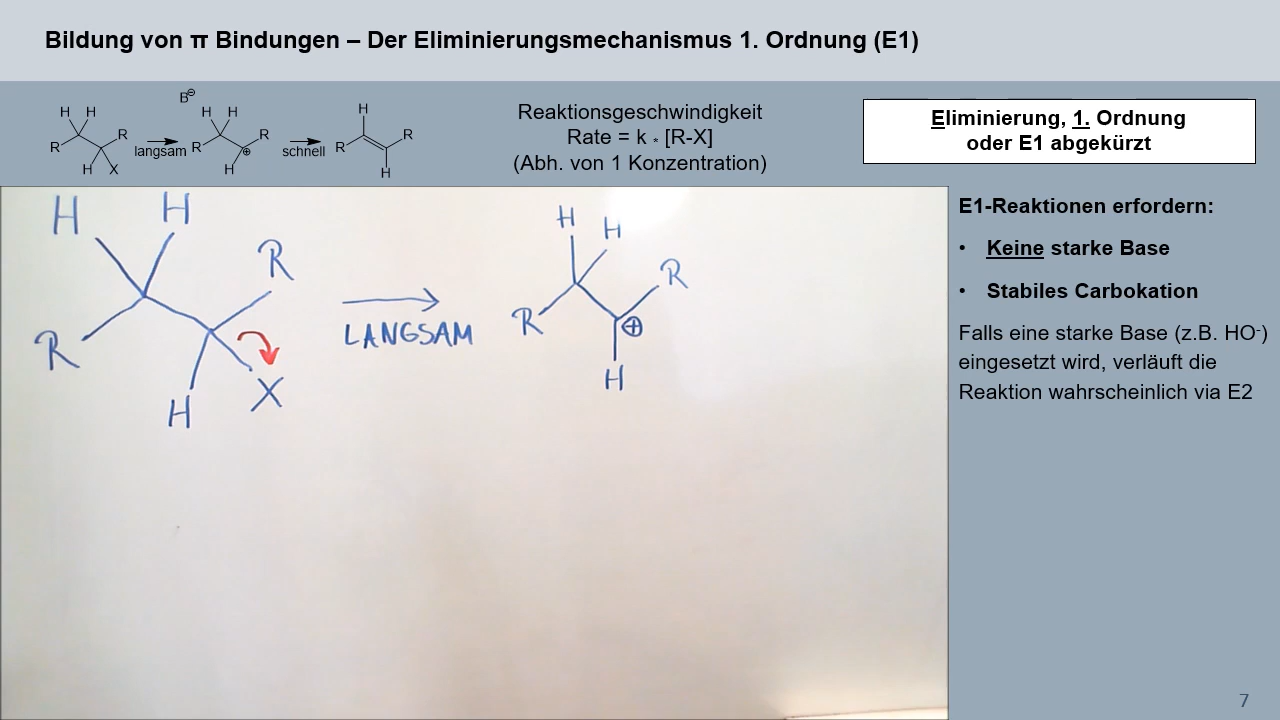 Bildung von π Bindungen – Der Eliminierungsmechanismus 1. Ordnung (E1)
H H
R
R
H X
langsam
B⊖
H H
R
R
⊕
H
schnell
H
R
R
H
Reaktionsgeschwindigkeit
Rate = k * [R-X]
(Abh. von 1 Konzentration)
Eliminierung, 1. Ordnung
oder E1 abgekürzt
H H
R
R
H X
LANGSAM
H H
R
R
⊕
H
E1-Reaktionen erfordern:
• Keine starke Base
• Stabiles Carbokation
Falls eine starke Base (z.B. HO⁻)
eingesetzt wird, verläuft die
Reaktion wahrscheinlich via E2
7